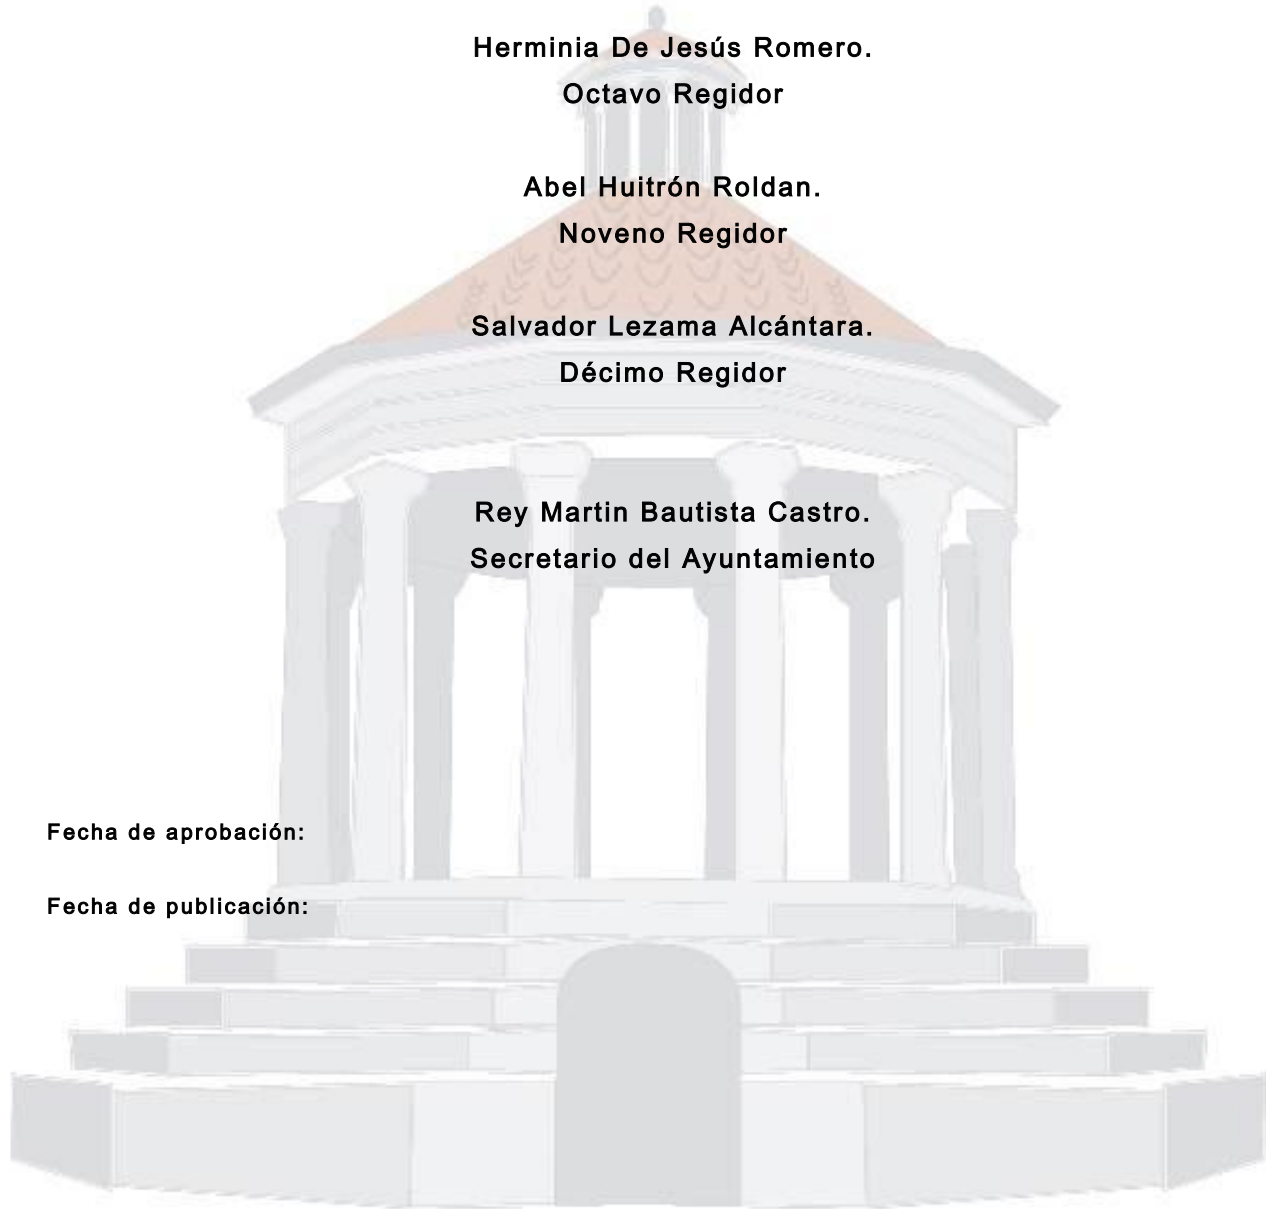 Herminia De Jesús Romero.
Octavo Regidor
Abel Huitrón Roldan.
Noveno Regidor
Salvador Lezama Alcántara.
Décimo Regidor
Rey Martin Bautista Castro.
Secretario del Ayuntamiento
Fecha de aprobación:
Fecha de publicación: